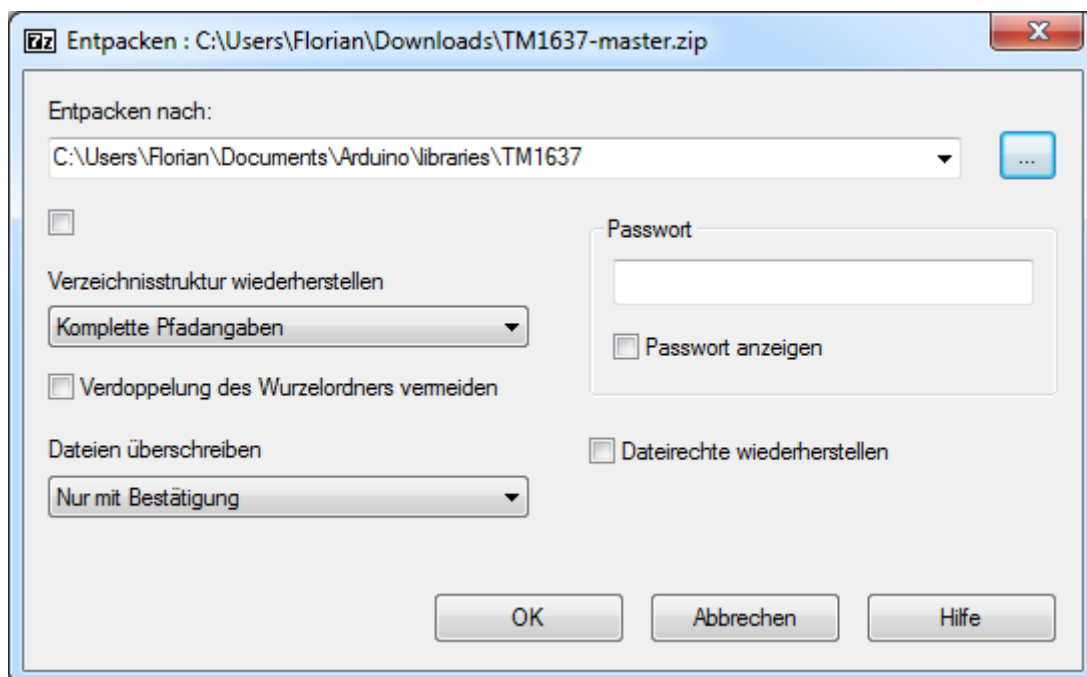 7z Entpacken : C:\Users\Florian\Downloads\TM1637-master.zip
Entpacken nach:
C:\Users\Florian\Documents\Arduino\libraries\TM1637
...
Passwort
Verzeichnisstruktur wiederherstellen
Komplette Pfadangaben
Passwort anzeigen
Verdoppelung des Wurzelordners vermeiden
Dateien überschreiben
Dateirechte wiederherstellen
Nur mit Bestätigung
OK
Abbrechen
Hilfe